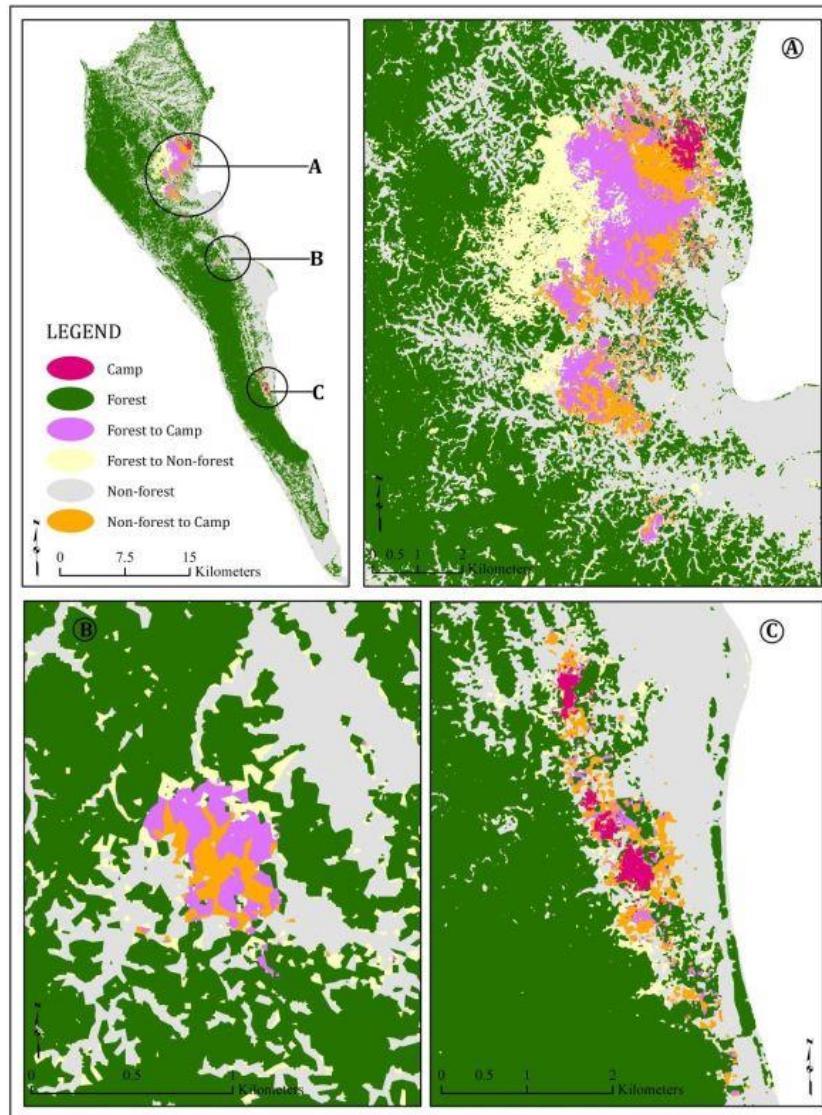 A
B
C
LEGEND
Camp
Forest
Forest to Camp
Forest to Non-forest
Non-forest
Non-forest to Camp
N
0 7.5 15
Kilometers
A
N
0 0.5 1 2
Kilometers
B
N
0 0.5 1
Kilometers
C
N
0 0.5 1 2
Kilometers